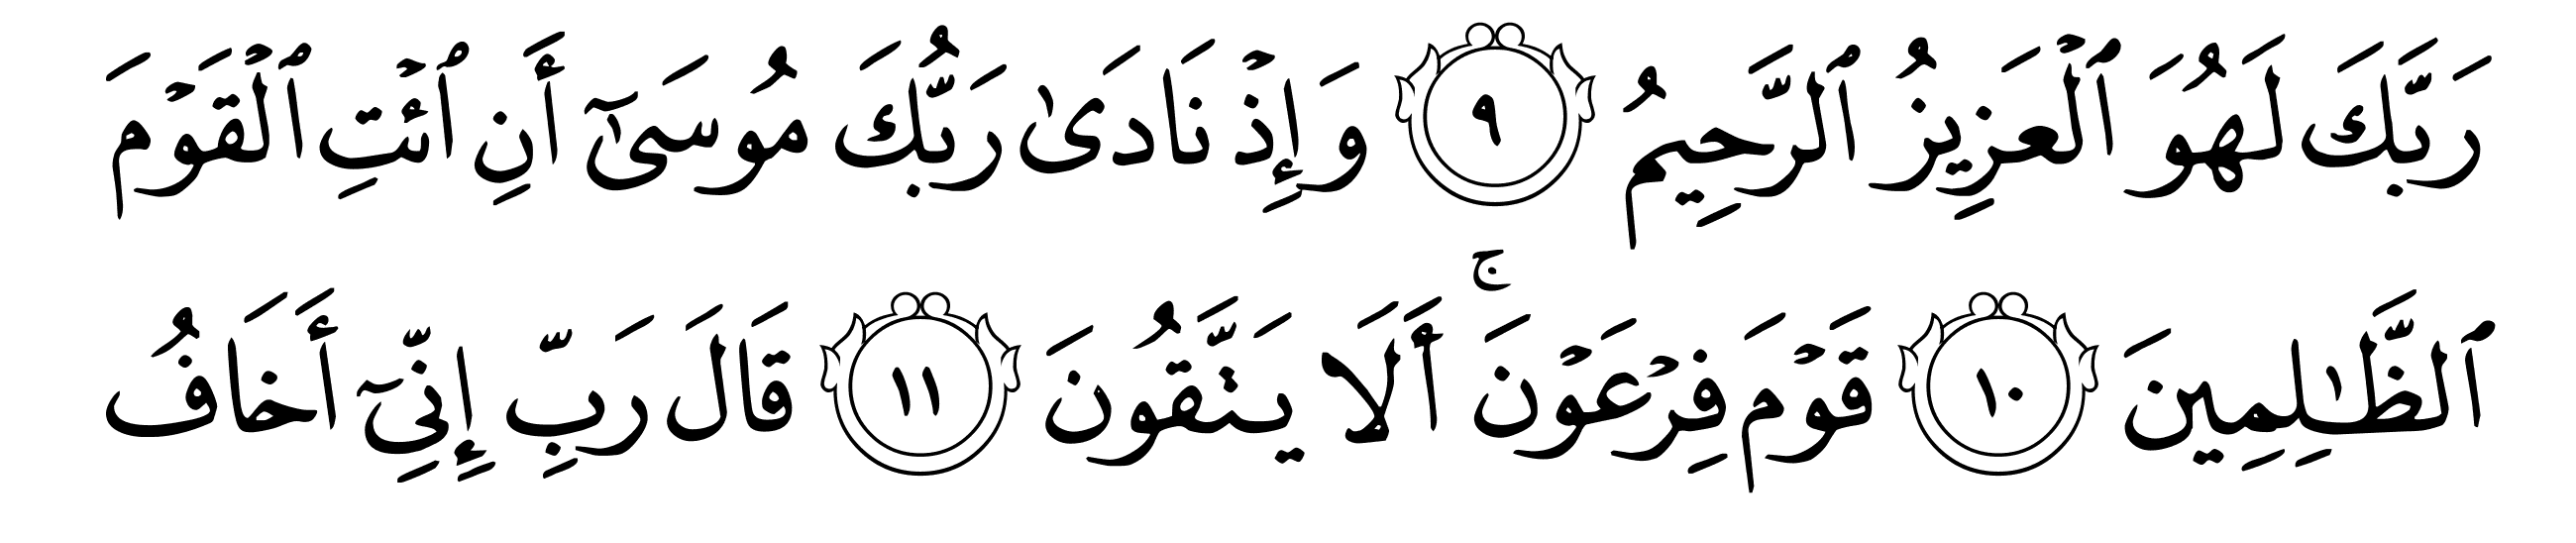 رَبَّكَ لَهُوَ ٱلْعَزِيزُ ٱلرَّحِيمُ ٩ وَإِذْ نَادَىٰ رَبُّكَ مُوسَىٰٓ أَنِ ٱئْتِ ٱلْقَوْمَ
ٱلظَّـٰلِمِينَ ١٠ قَوْمَ فِرْعَوْنَ ۚ أَلَا يَتَّقُونَ ١١ قَالَ رَبِّ إِنِّىٓ أَخَافُ